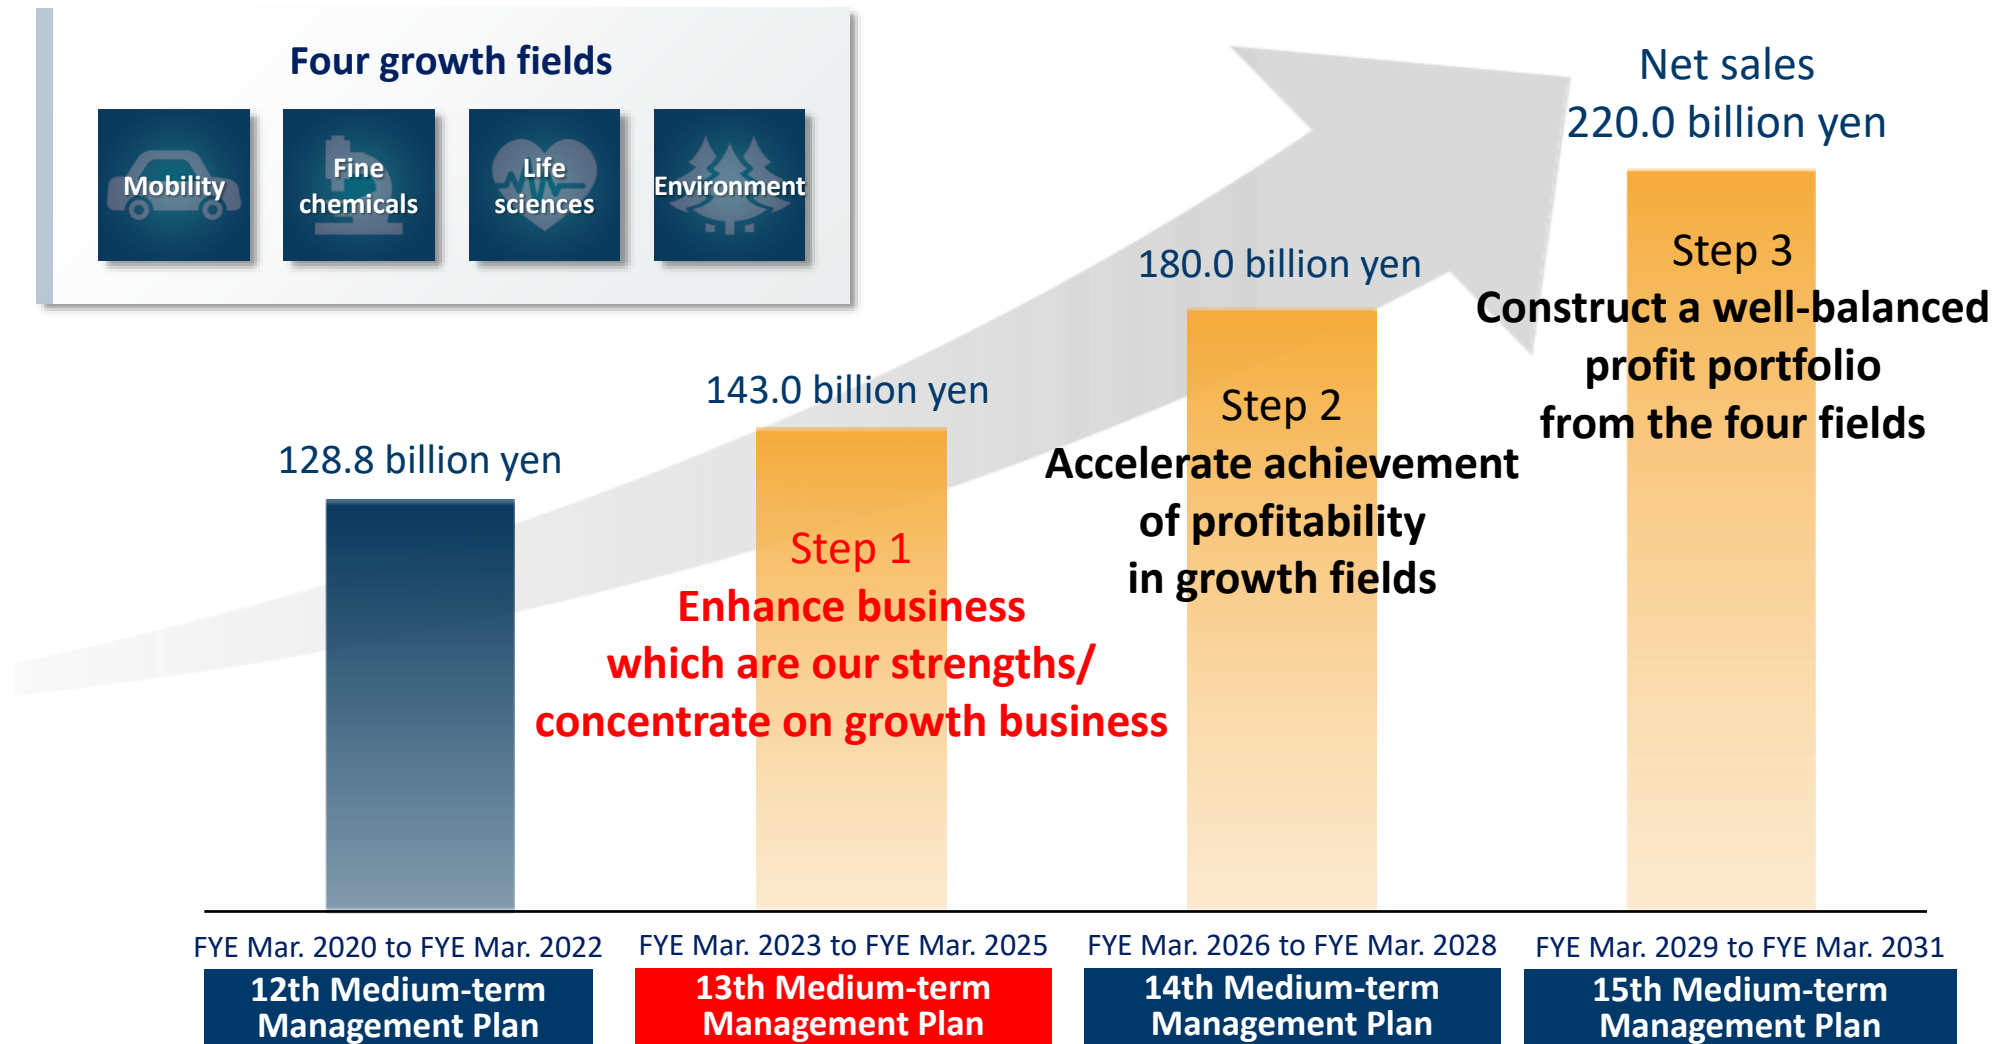 Four growth fields
Mobility
Fine
chemicals
Life
sciences
Environment
128.8 billion yen
143.0 billion yen
Step 1
Enhance business
which are our strengths/
concentrate on growth business
180.0 billion yen
Step 2
Accelerate achievement
of profitability
in growth fields
Net sales
220.0 billion yen
Step 3
Construct a well-balanced
profit portfolio
from the four fields
FYE Mar. 2020 to FYE Mar. 2022
12th Medium-term
Management Plan
FYE Mar. 2023 to FYE Mar. 2025
13th Medium-term
Management Plan
FYE Mar. 2026 to FYE Mar. 2028
14th Medium-term
Management Plan
FYE Mar. 2029 to FYE Mar. 2031
15th Medium-term
Management Plan